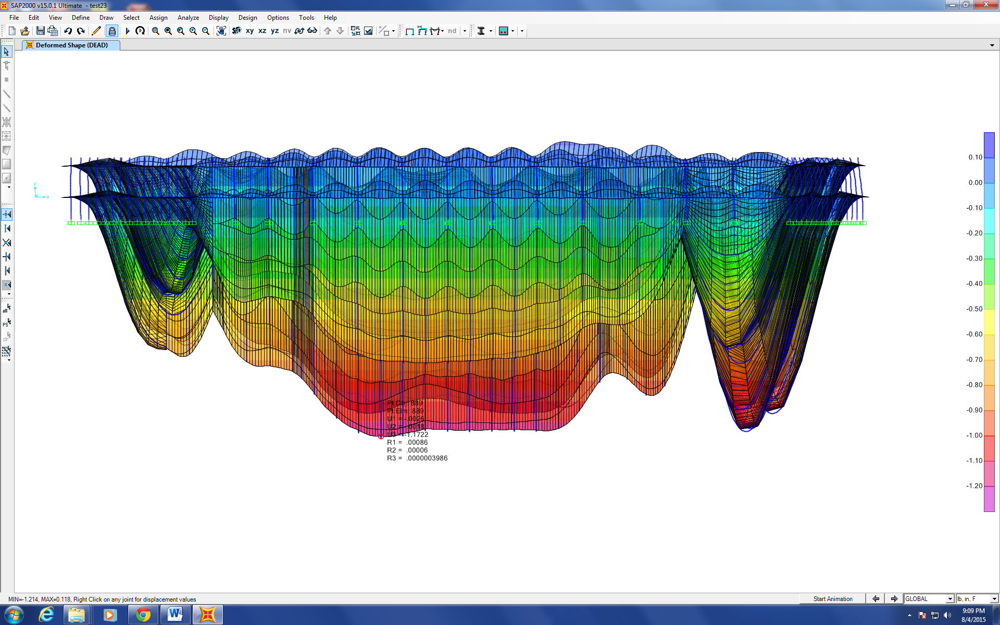 SAP2000 v15.0.1 Ultimate - test23
File Edit View Define Draw Select Assign Analyze Display Design Options Tools Help
3D xy xz yz nv nd
Deformed Shape (DEAD)
z
x
all
PS
clr
0.10
0.00
-0.10
-0.20
-0.30
-0.40
-0.50
-0.60
-0.70
-0.80
-0.90
-1.00
-1.10
-1.20
Pt Obj: 889
Pt Elm: 889
U1 = -.0026
U2 = -.0018
U3 = -1.1722
R1 = .00086
R2 = .00006
R3 = .0000003986
MIN=-1.214, MAX=0.118, Right Click on any joint for displacement values
Start Animation
GLOBAL
lb, in, F
9:09 PM
8/4/2015